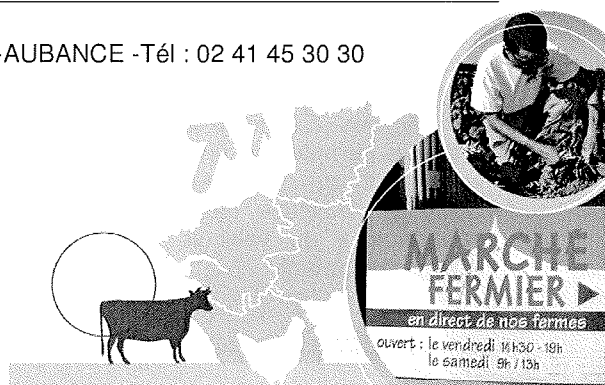 -AUBANCE -Tél : 02 41 45 30 30
MARCHE
FERMIER ▶
en direct de nos fermes
ouvert : le vendredi 16h30 - 19h
le samedi 9h / 13h